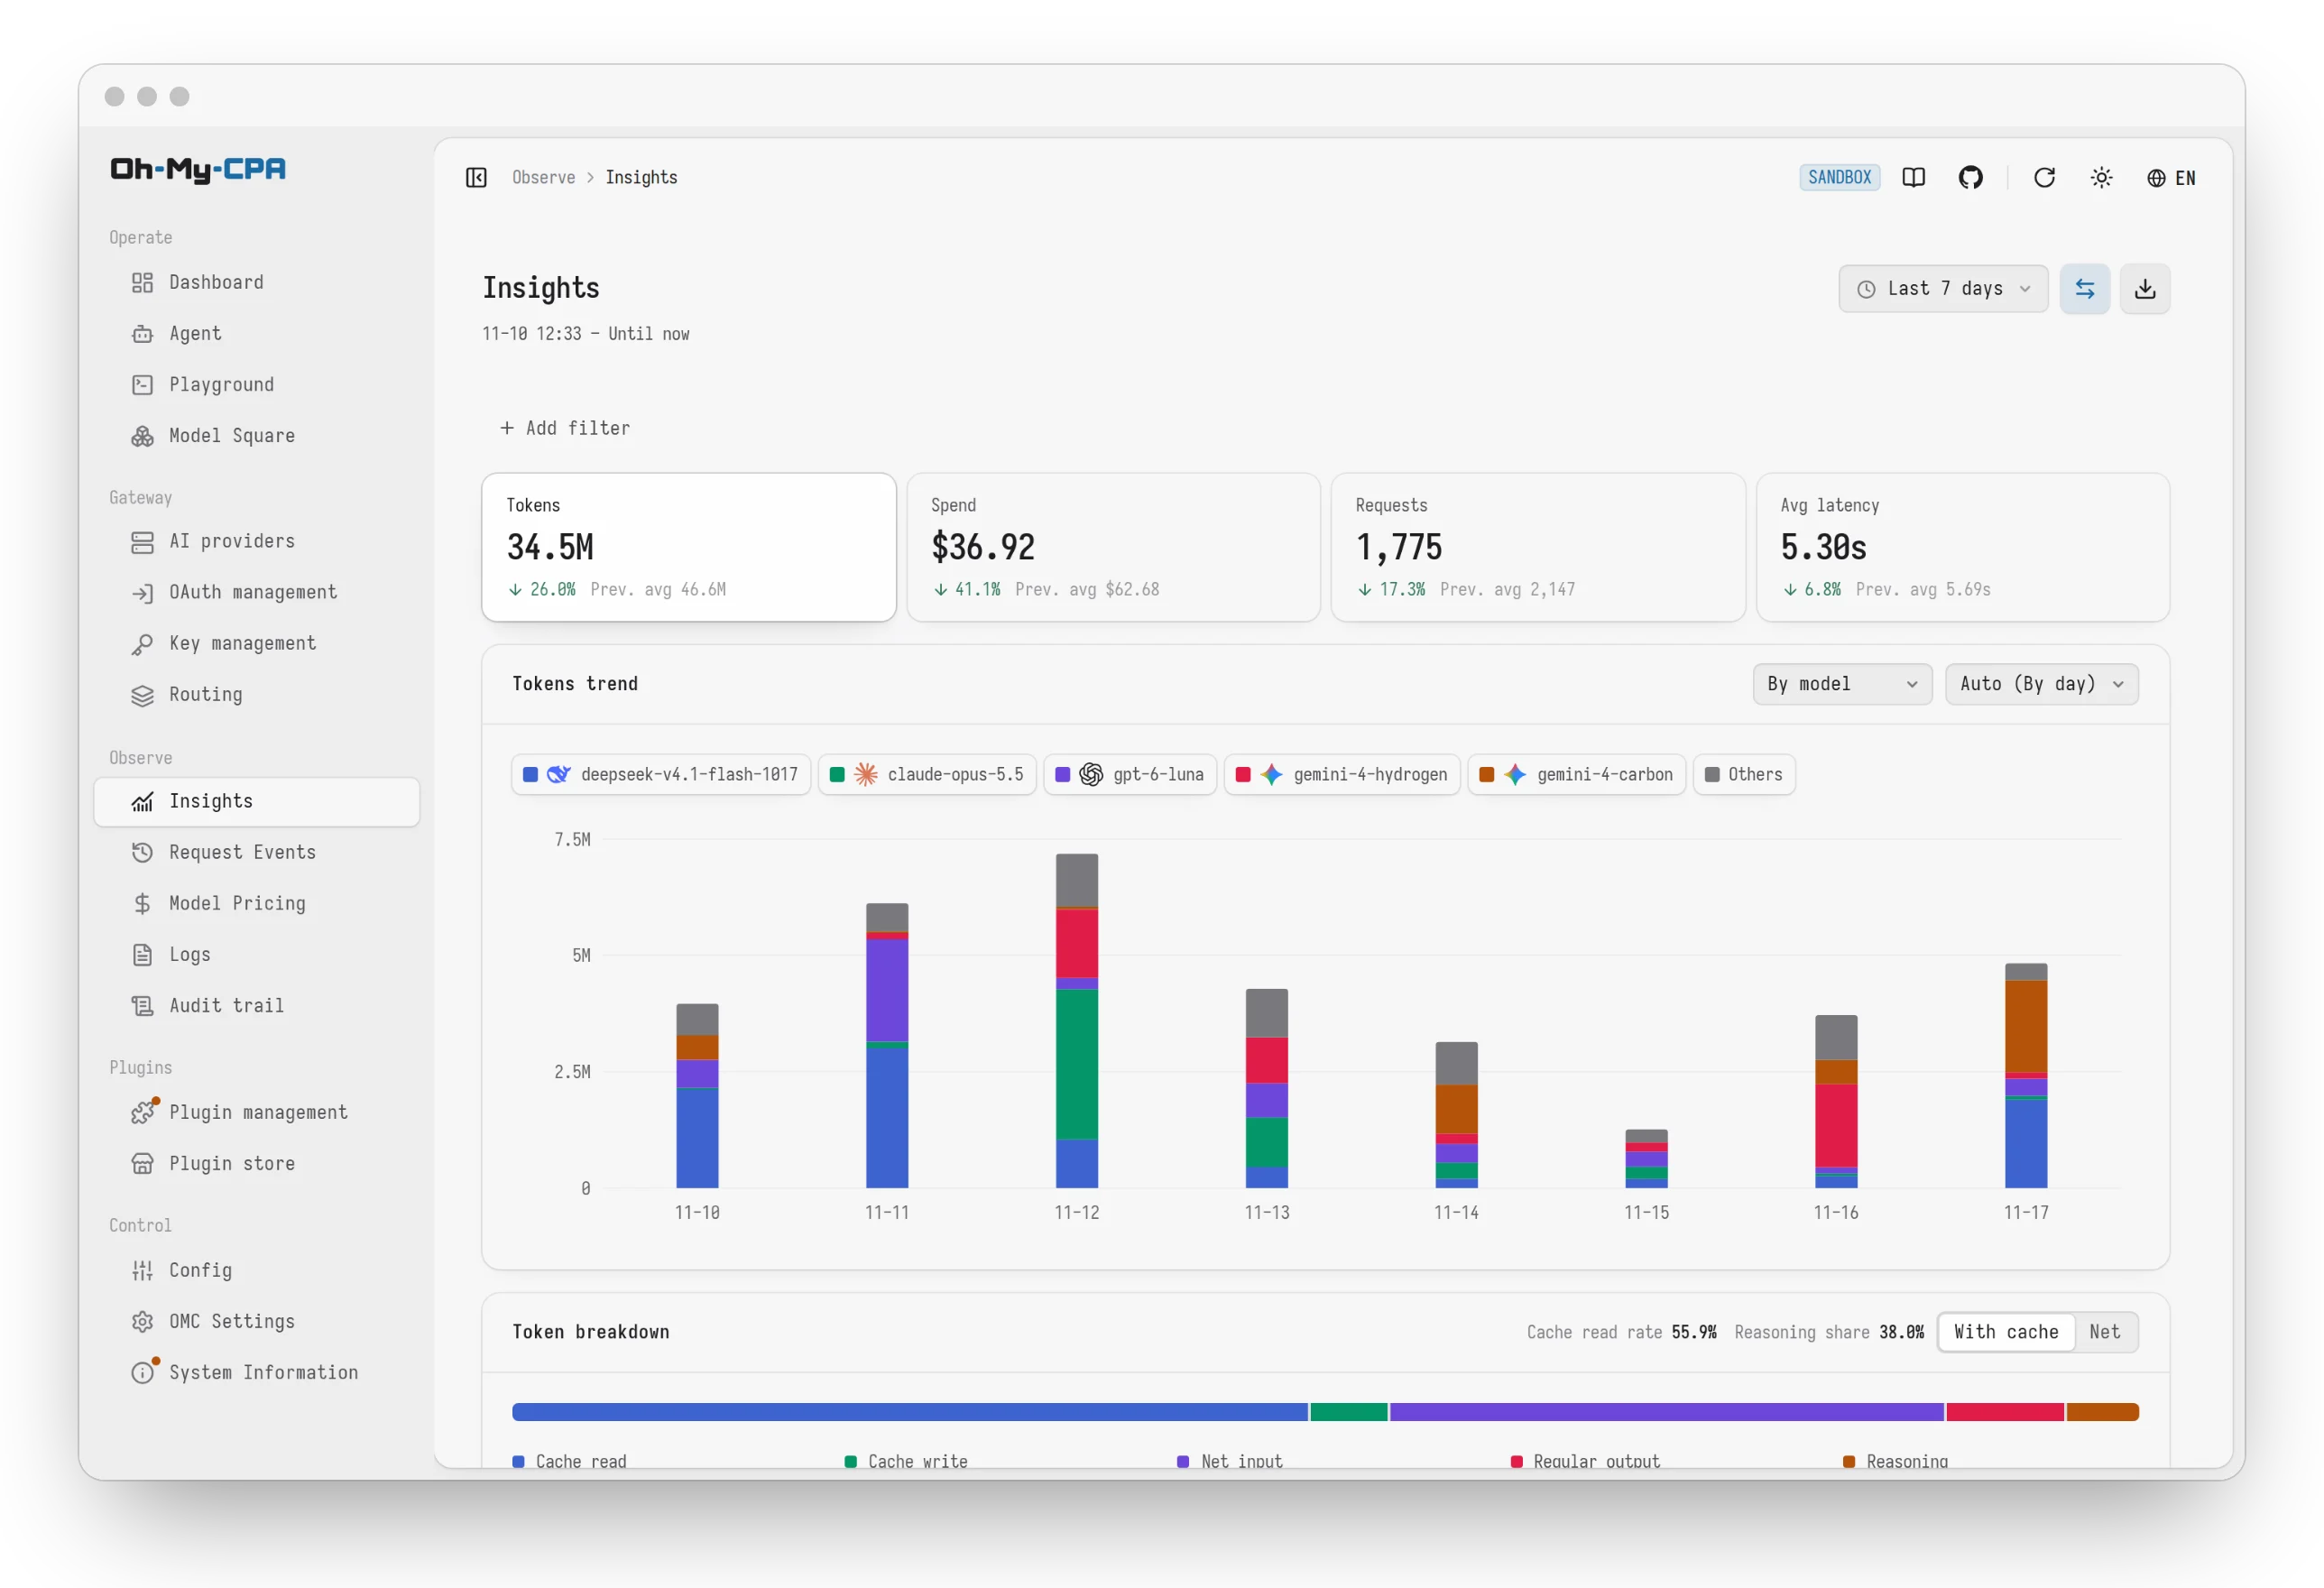 Oh-My-CPA
Operate
Dashboard
Agent
Playground
Model Square
Gateway
AI providers
OAuth management
Key management
Routing
Observe
Insights
Request Events
Model Pricing
Logs
Audit trail
Plugins
Plugin management
Plugin store
Control
Config
OMC Settings
System Information
Observe > Insights
SANDBOX
EN
Insights
Last 7 days
11-10 12:33 – Until now
+ Add filter
Tokens
34.5M
↓ 26.0% Prev. avg 46.6M
Spend
$36.92
↓ 41.1% Prev. avg $62.68
Requests
1,775
↓ 17.3% Prev. avg 2,147
Avg latency
5.30s
↓ 6.8% Prev. avg 5.69s
Tokens trend
By model
Auto (By day)
deepseek-v4.1-flash-1017
claude-opus-5.5
gpt-6-luna
gemini-4-hydrogen
gemini-4-carbon
Others
7.5M
5M
2.5M
0
11-10 11-11 11-12 11-13 11-14 11-15 11-16 11-17
Token breakdown
Cache read rate 55.9% Reasoning share 38.0%
With cache
Net
Cache read
Cache write
Net input
Regular output
Reasoning